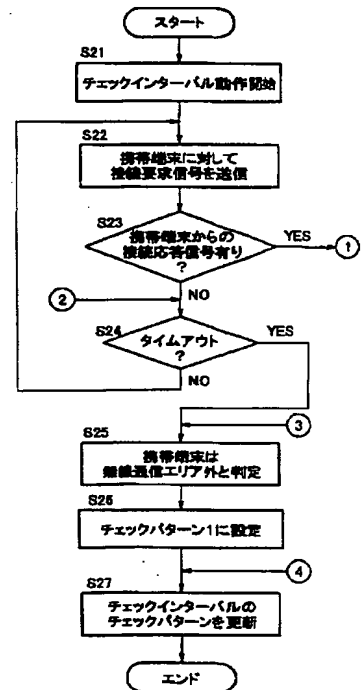 スタート
S21
チェックインターバル動作開始
S22
携帯端末に対して
接続要求信号を送信
S23
携帯端末からの
接続応答信号有り
?
YES
1
NO
2
S24
タイムアウト
?
YES
NO
3
S25
携帯端末は
無線通信エリア外と判定
S26
チェックパターン1に設定
4
S27
チェックインターバルの
チェックパターンを更新
エンド